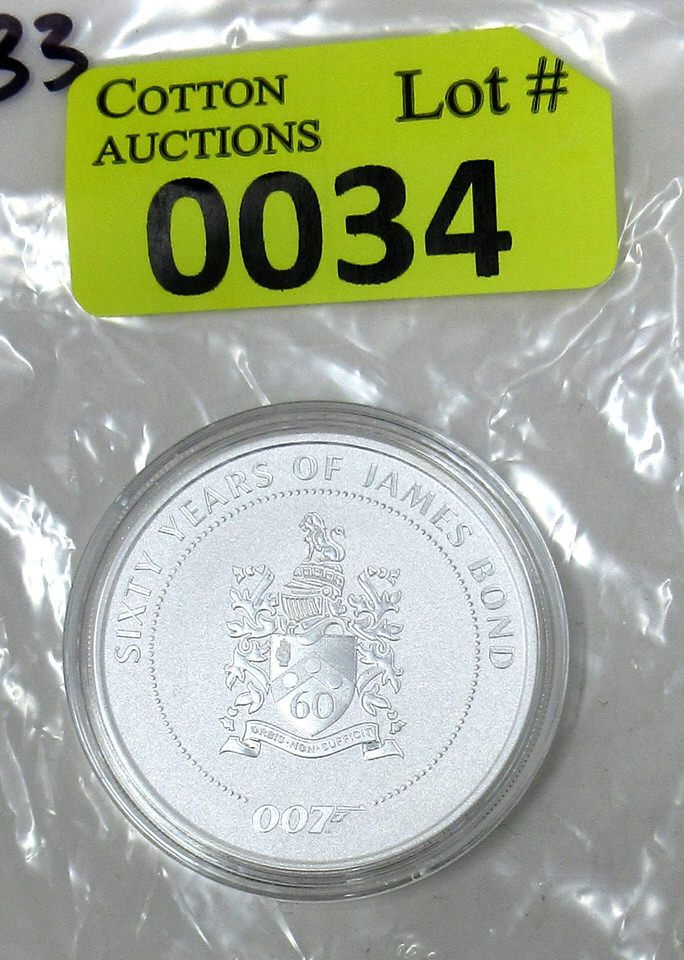 33
COTTON
AUCTIONS
Lot #
0034
SIXTY YEARS OF JAMES BOND
60
ORBIS·NON·SUFFICIT
007